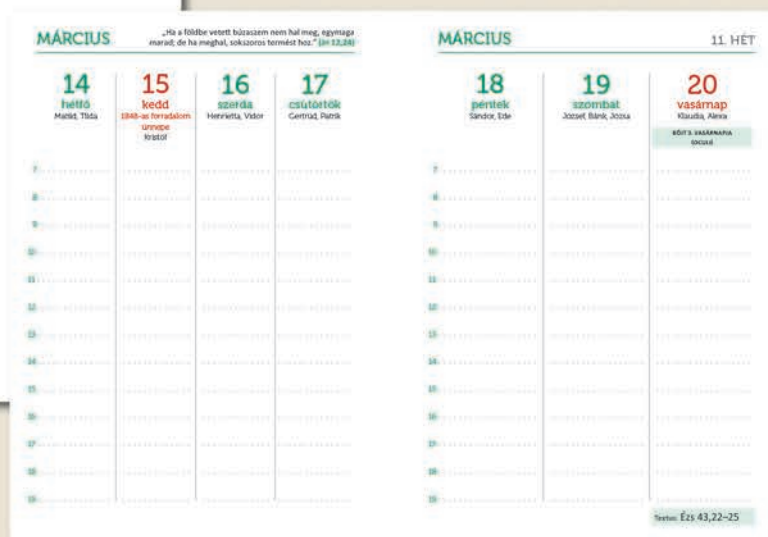 MÁRCIUS
„Ha a földbe vetett búzaszem nem hal meg, egymaga
marad; de ha meghal, sokszoros termést hoz.” (Jn 12,24)
14
hétfő
Matild, Tilda
15
kedd
1848-as forradalom
ünnepe
Kristóf
16
szerda
Henrietta, Vidor
17
csütörtök
Gertrúd, Patrik
7
8
9
10
11
12
13
14
15
16
17
18
19
MÁRCIUS
11. HÉT
18
péntek
Sándor, Ede
19
szombat
József, Bánk, Józsa
20
vasárnap
Klaudia, Alexa
BÖJT 3. VASÁRNAPJA
(OCULI)
7
8
9
10
11
12
13
14
15
16
17
18
19
Textus: Ézs 43,22–25